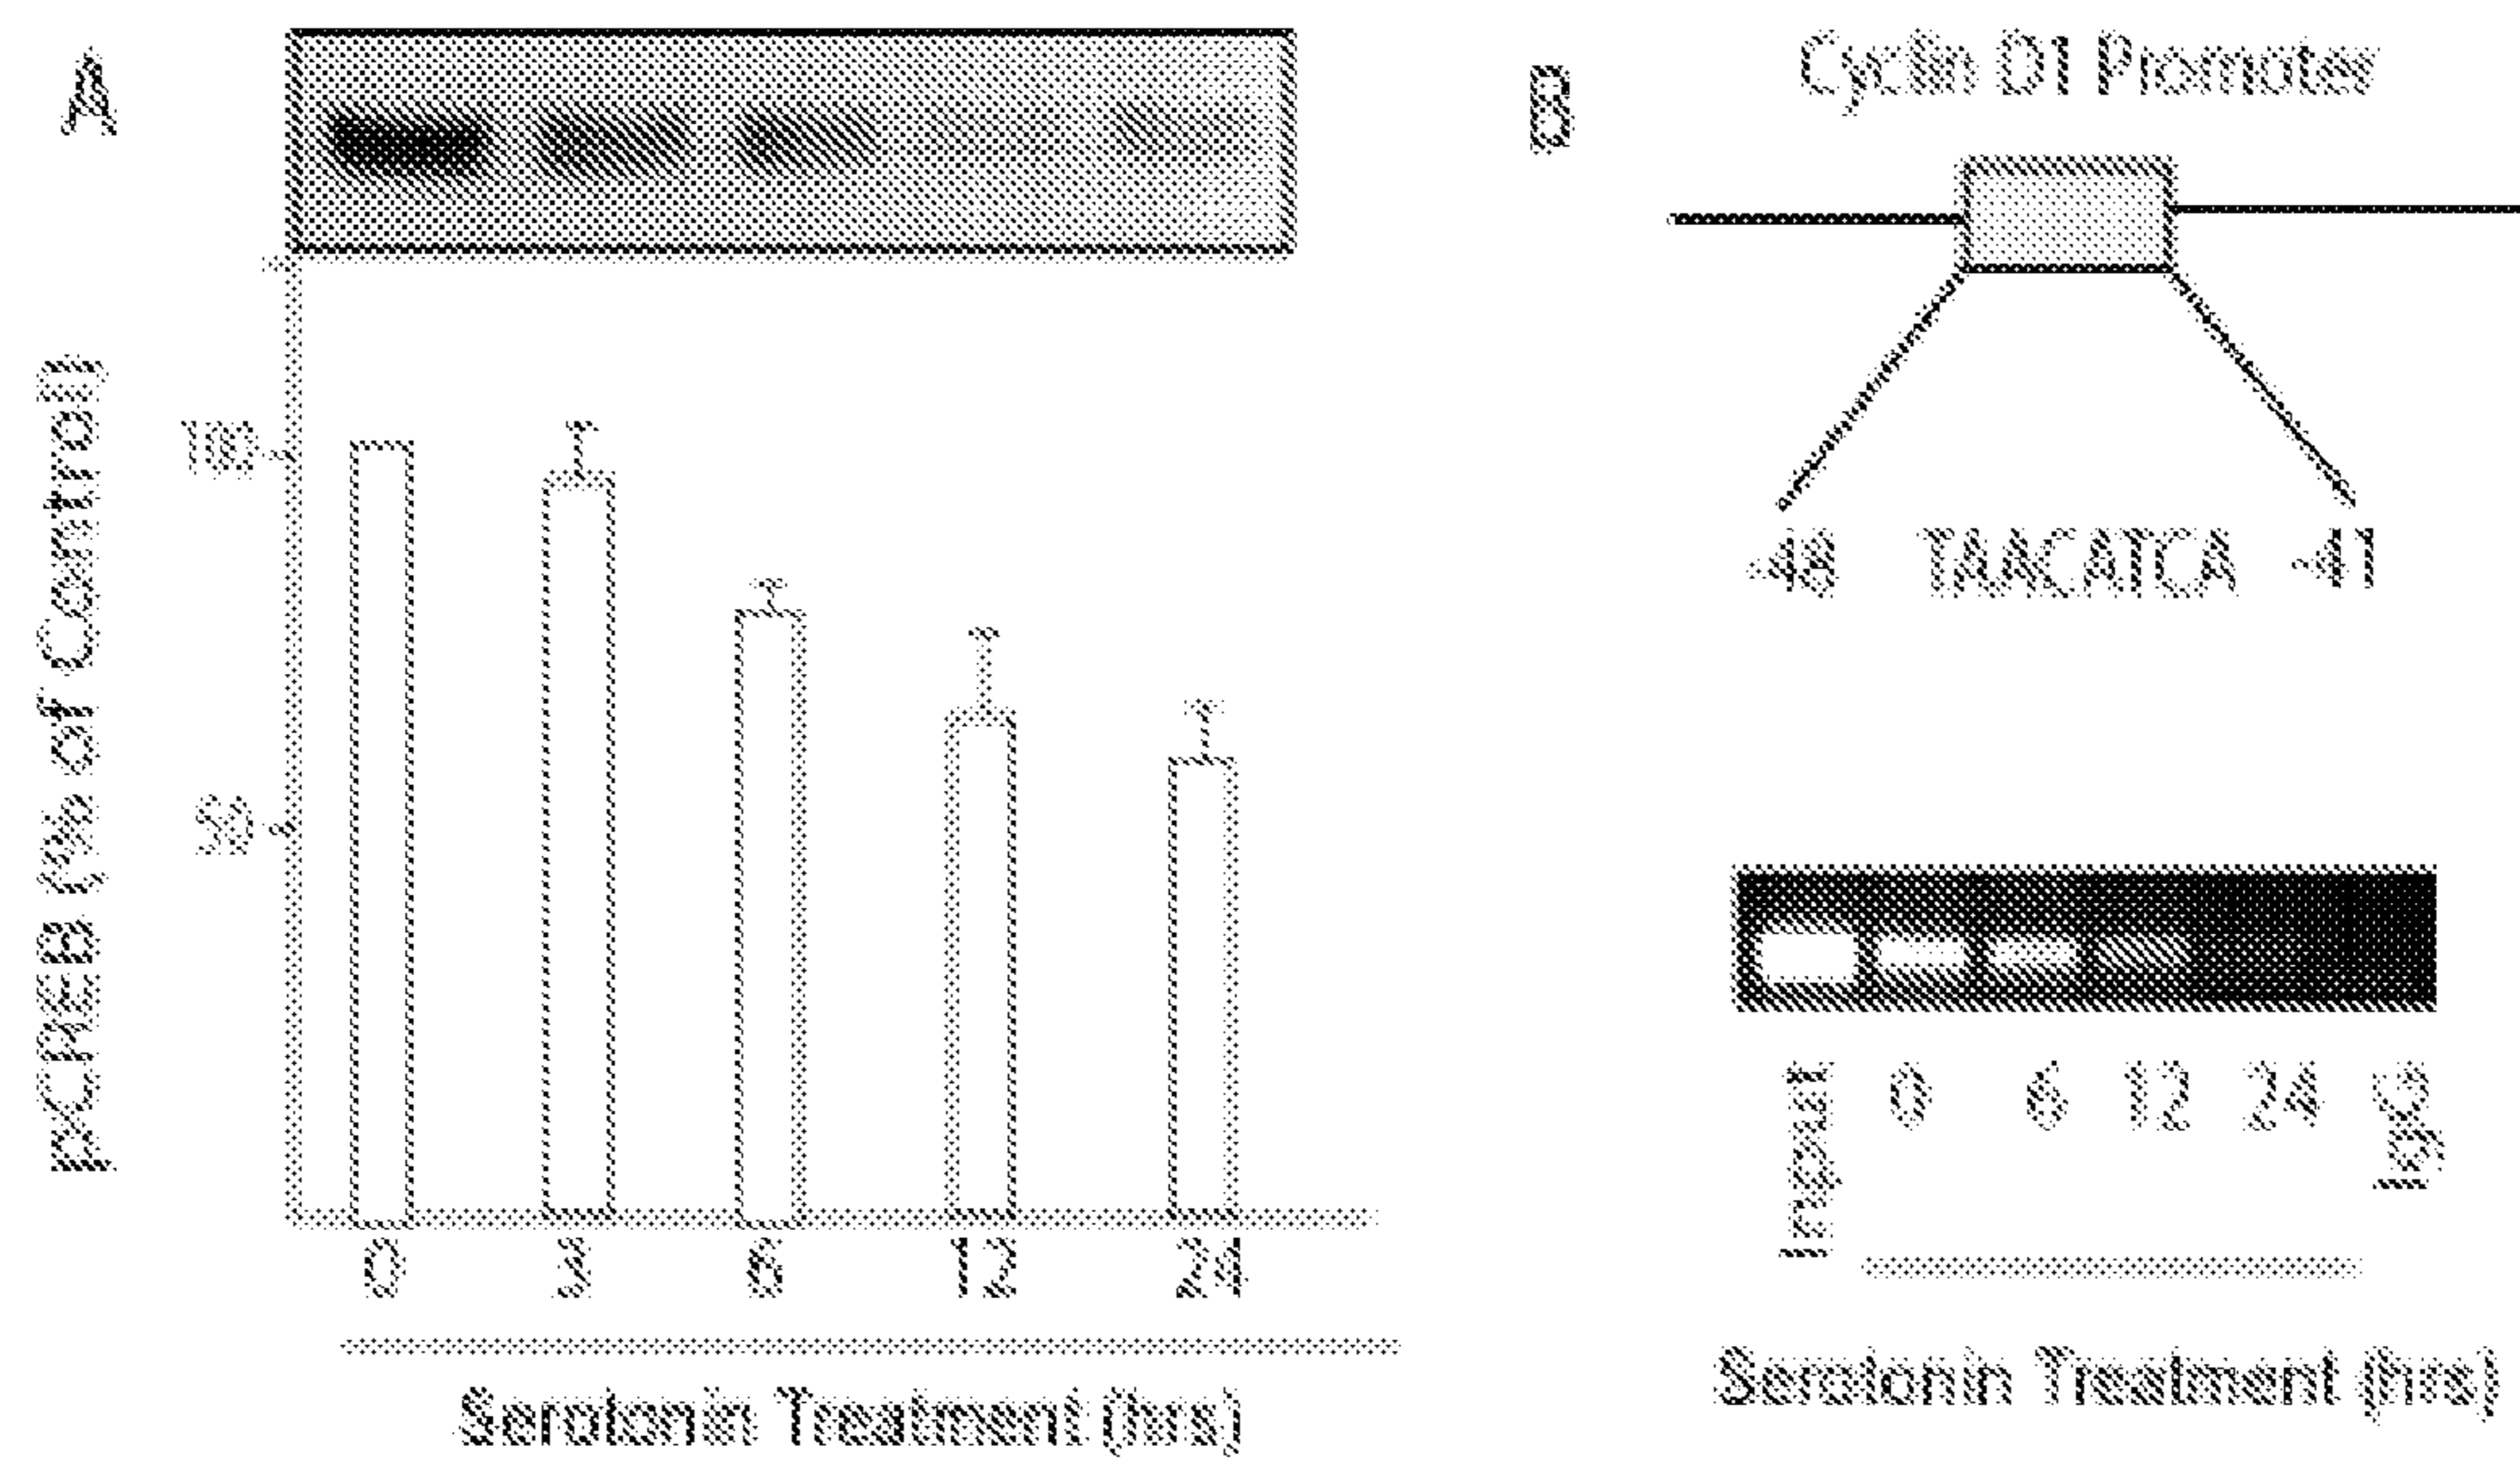 A
pCREB (% of Control)
100
50
0 3 6 12 24
Serotonin Treatment (hrs)
B
Cyclin D1 Promoter
-48 TAACATCA -41
Input 0 6 12 24 IgG
Serotonin Treatment (hrs)